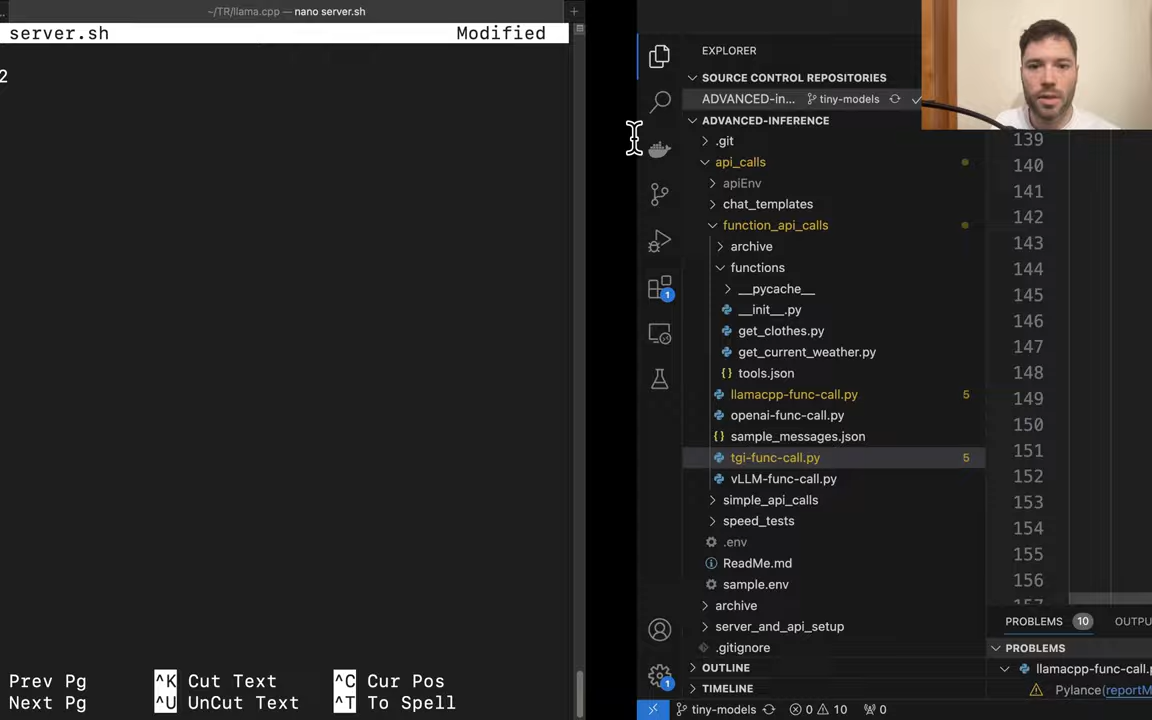 ~/TR/llama.cpp — nano server.sh
server.sh Modified
2
Prev Pg ^K Cut Text ^C Cur Pos
Next Pg ^U UnCut Text ^T To Spell
EXPLORER
SOURCE CONTROL REPOSITORIES
ADVANCED-in... tiny-models
ADVANCED-INFERENCE
.git
api_calls
apiEnv
chat_templates
function_api_calls
archive
functions
__pycache__
__init__.py
get_clothes.py
get_current_weather.py
{} tools.json
llamacpp-func-call.py 5
openai-func-call.py
{} sample_messages.json
tgi-func-call.py 5
vLLM-func-call.py
simple_api_calls
speed_tests
.env
ReadMe.md
sample.env
archive
server_and_api_setup
.gitignore
OUTLINE
TIMELINE
1
1
tiny-models 0 10 0
139
140
141
142
143
144
145
146
147
148
149
150
151
152
153
154
155
156
157
PROBLEMS 10 OUTPU
PROBLEMS
llamacpp-func-call.p
Pylance(reportM